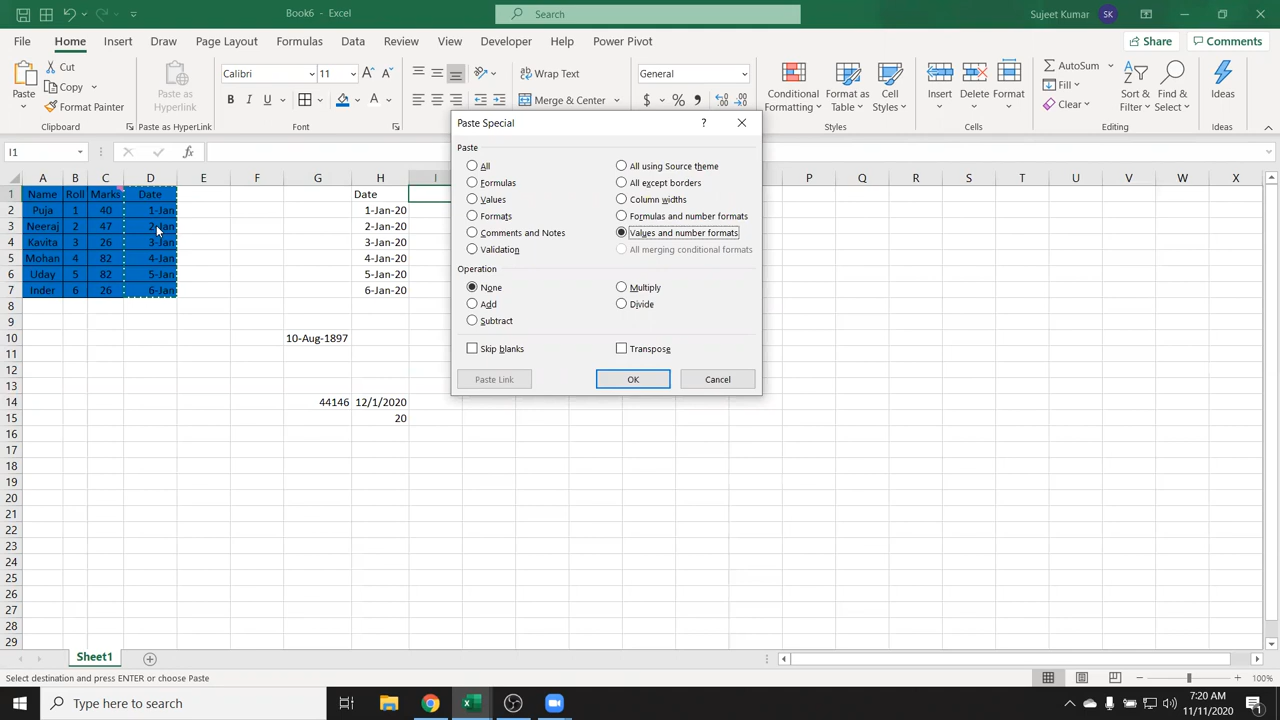 Book6 - Excel
Search
Sujeet Kumar
SK
File Home Insert Draw Page Layout Formulas Data Review View Developer Help Power Pivot
Share
Comments
Paste
Cut
Copy
Format Painter
Clipboard
Paste as
Hyperlink
Paste as HyperLink
Calibri
11
B I U
A
Font
Wrap Text
Merge & Center
General
$ %
Conditional
Formatting
Format as
Table
Cell
Styles
Styles
Insert
Delete
Format
Cells
AutoSum
Fill
Clear
Sort &
Filter
Find &
Select
Editing
Ideas
Ideas
I1
fx
A B C D E F G H I P Q R S T U V W X
1 Name Roll Marks Date Date
2 Puja 1 40 1-Jan 1-Jan-20
3 Neeraj 2 47 2-Jan 2-Jan-20
4 Kavita 3 26 3-Jan 3-Jan-20
5 Mohan 4 82 4-Jan 4-Jan-20
6 Uday 5 82 5-Jan 5-Jan-20
7 Inder 6 26 6-Jan 6-Jan-20
8
9
10 10-Aug-1897
11
12
13
14 44146 12/1/2020
15 20
16
17
18
19
20
21
22
23
24
25
26
27
28
29
Paste Special
?
Paste
All
All using Source theme
Formulas
All except borders
Values
Column widths
Formats
Formulas and number formats
Comments and Notes
Values and number formats
Validation
All merging conditional formats
Operation
None
Multiply
Add
Divide
Subtract
Skip blanks
Transpose
Paste Link
OK
Cancel
Sheet1
Select destination and press ENTER or choose Paste
100%
Type here to search
7:20 AM
11/11/2020